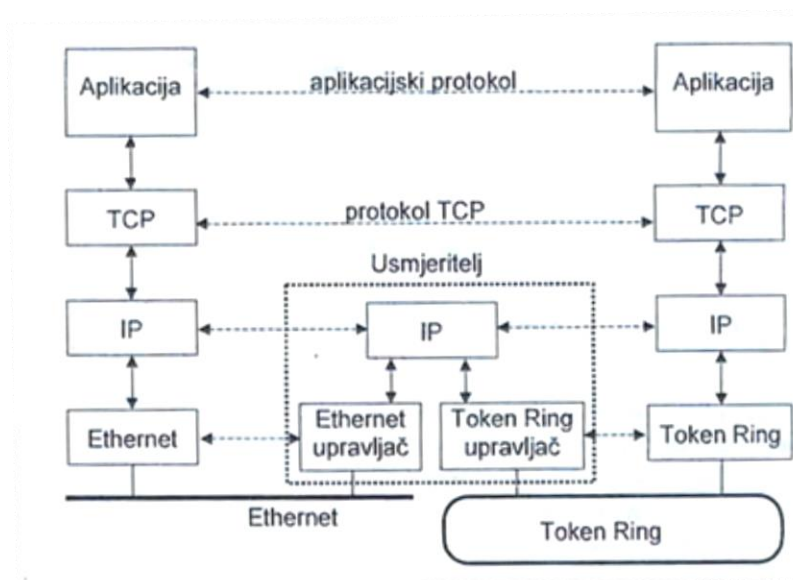 Aplikacija
aplikacijski protokol
Aplikacija
TCP
protokol TCP
TCP
Usmjeritelj
IP
IP
IP
Ethernet
Ethernet
upravljač
Token Ring
upravljač
Token Ring
Ethernet
Token Ring